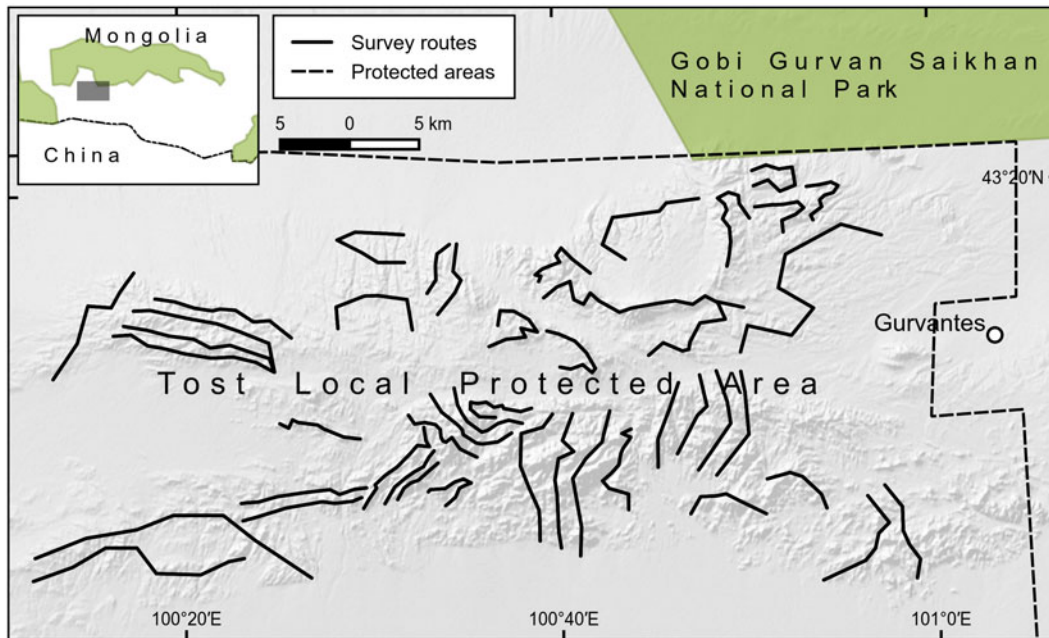 Mongolia
China
Survey routes
Protected areas
5 0 5 km
Gobi Gurvan Saikhan
National Park
43°20'N
Gurvantes
Tost Local Protected Area
100°20'E 100°40'E 101°0'E